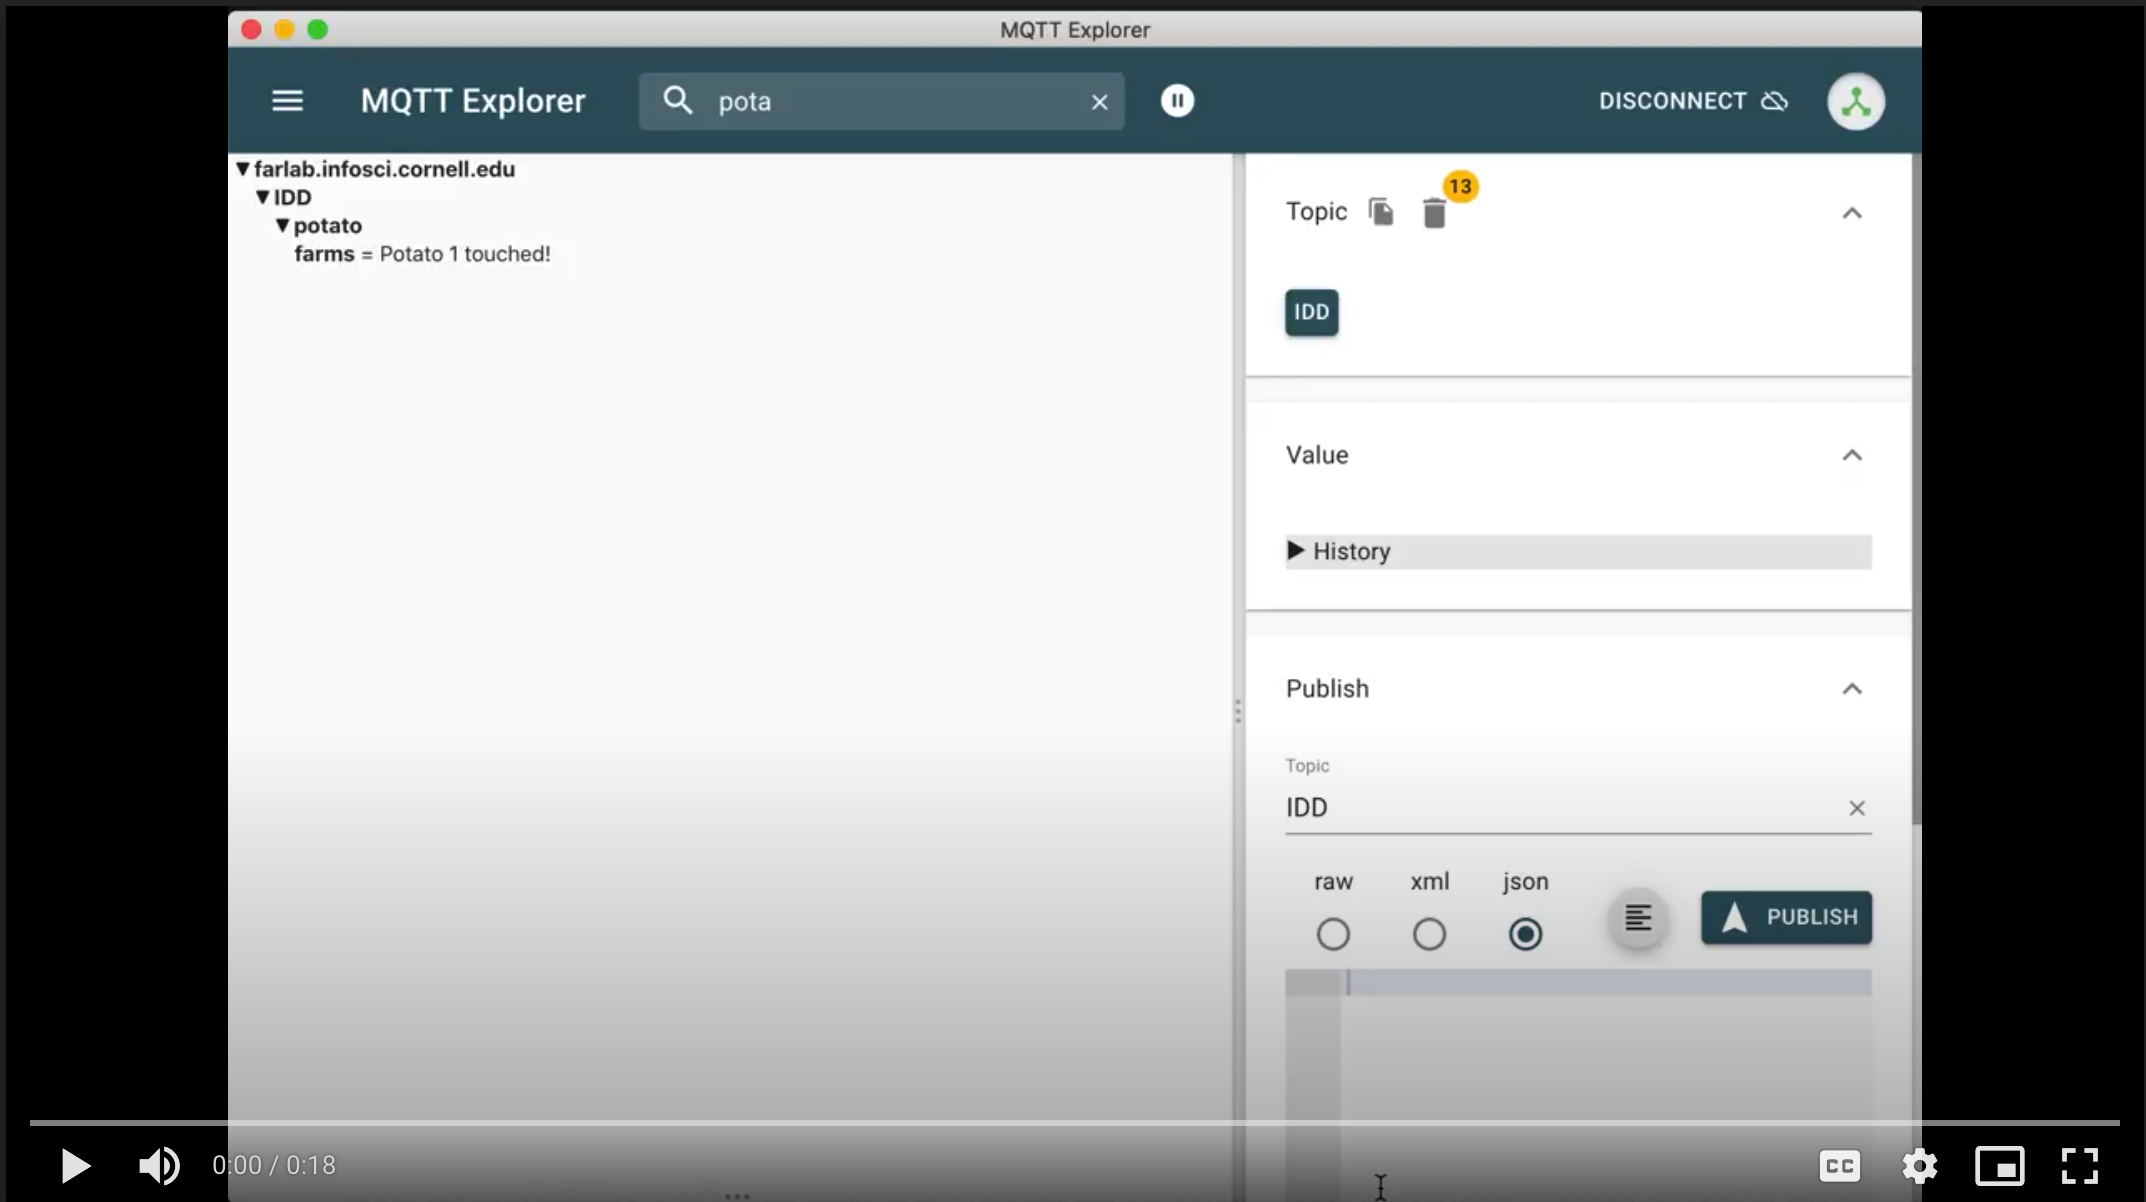 MQTT Explorer
MQTT Explorer
pota
DISCONNECT
▼ farlab.infosci.cornell.edu
▼ IDD
▼ potato
farms = Potato 1 touched!
Topic
13
IDD
Value
▶ History
Publish
Topic
IDD
raw xml json
PUBLISH
0:00 / 0:18
CC